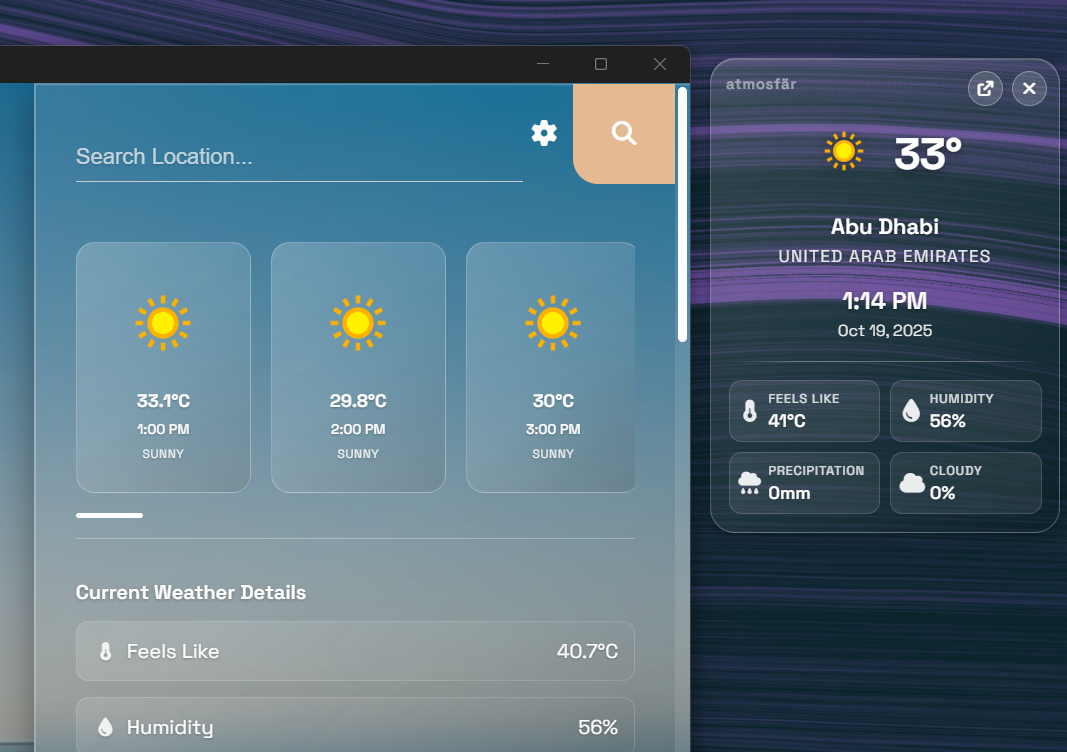 Search Location...
33.1°C
1:00 PM
SUNNY
29.8°C
2:00 PM
SUNNY
30°C
3:00 PM
SUNNY
Current Weather Details
Feels Like 40.7°C
Humidity 56%
atmosfär
33°
Abu Dhabi
UNITED ARAB EMIRATES
1:14 PM
Oct 19, 2025
FEELS LIKE
41°C
HUMIDITY
56%
PRECIPITATION
0mm
CLOUDY
0%